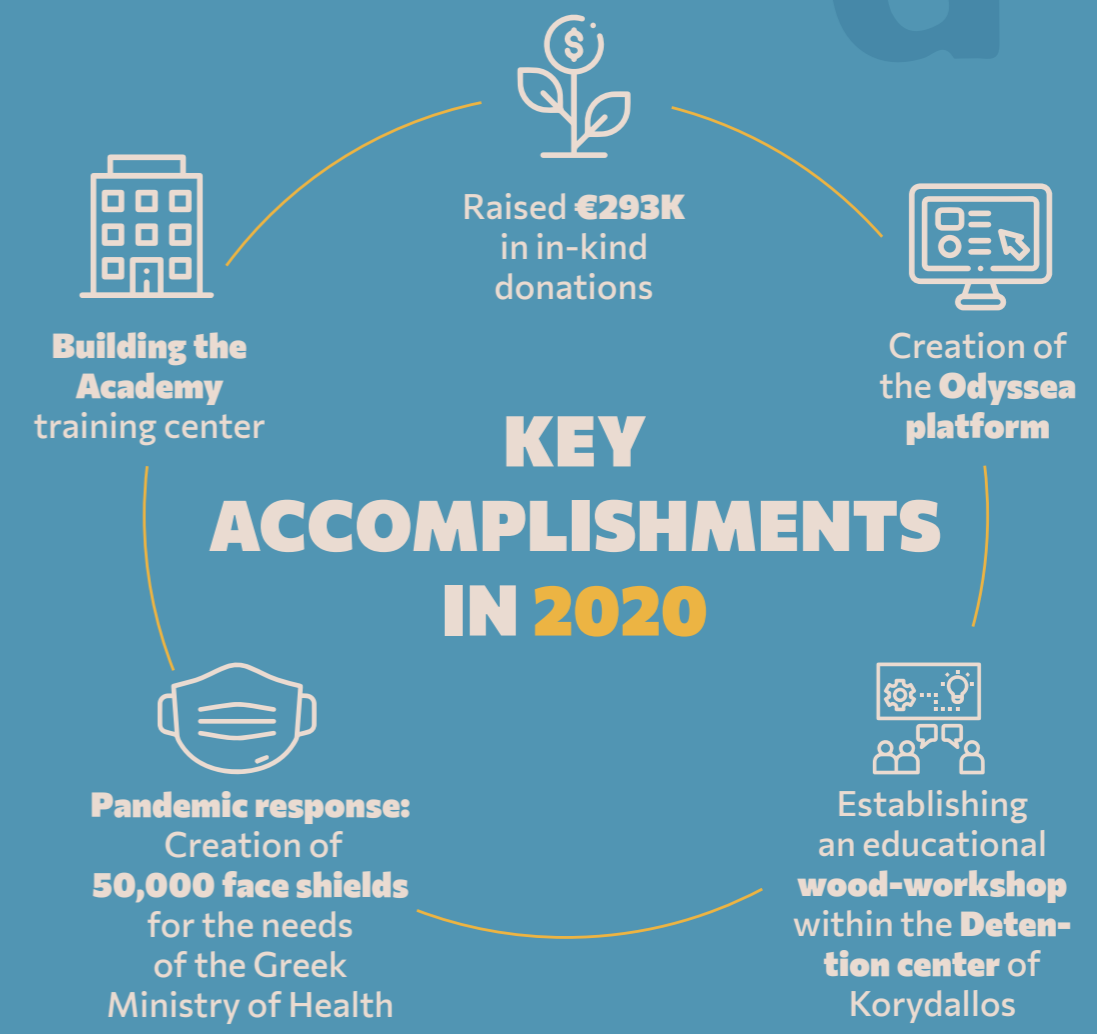 Raised €293K
in in-kind
donations
Building the
Academy
training center
Creation of
the Odyssea
platform
KEY
ACCOMPLISHMENTS
IN 2020
Pandemic response:
Creation of
50,000 face shields
for the needs
of the Greek
Ministry of Health
Establishing
an educational
wood-workshop
within the Deten-
tion center of
Korydallos